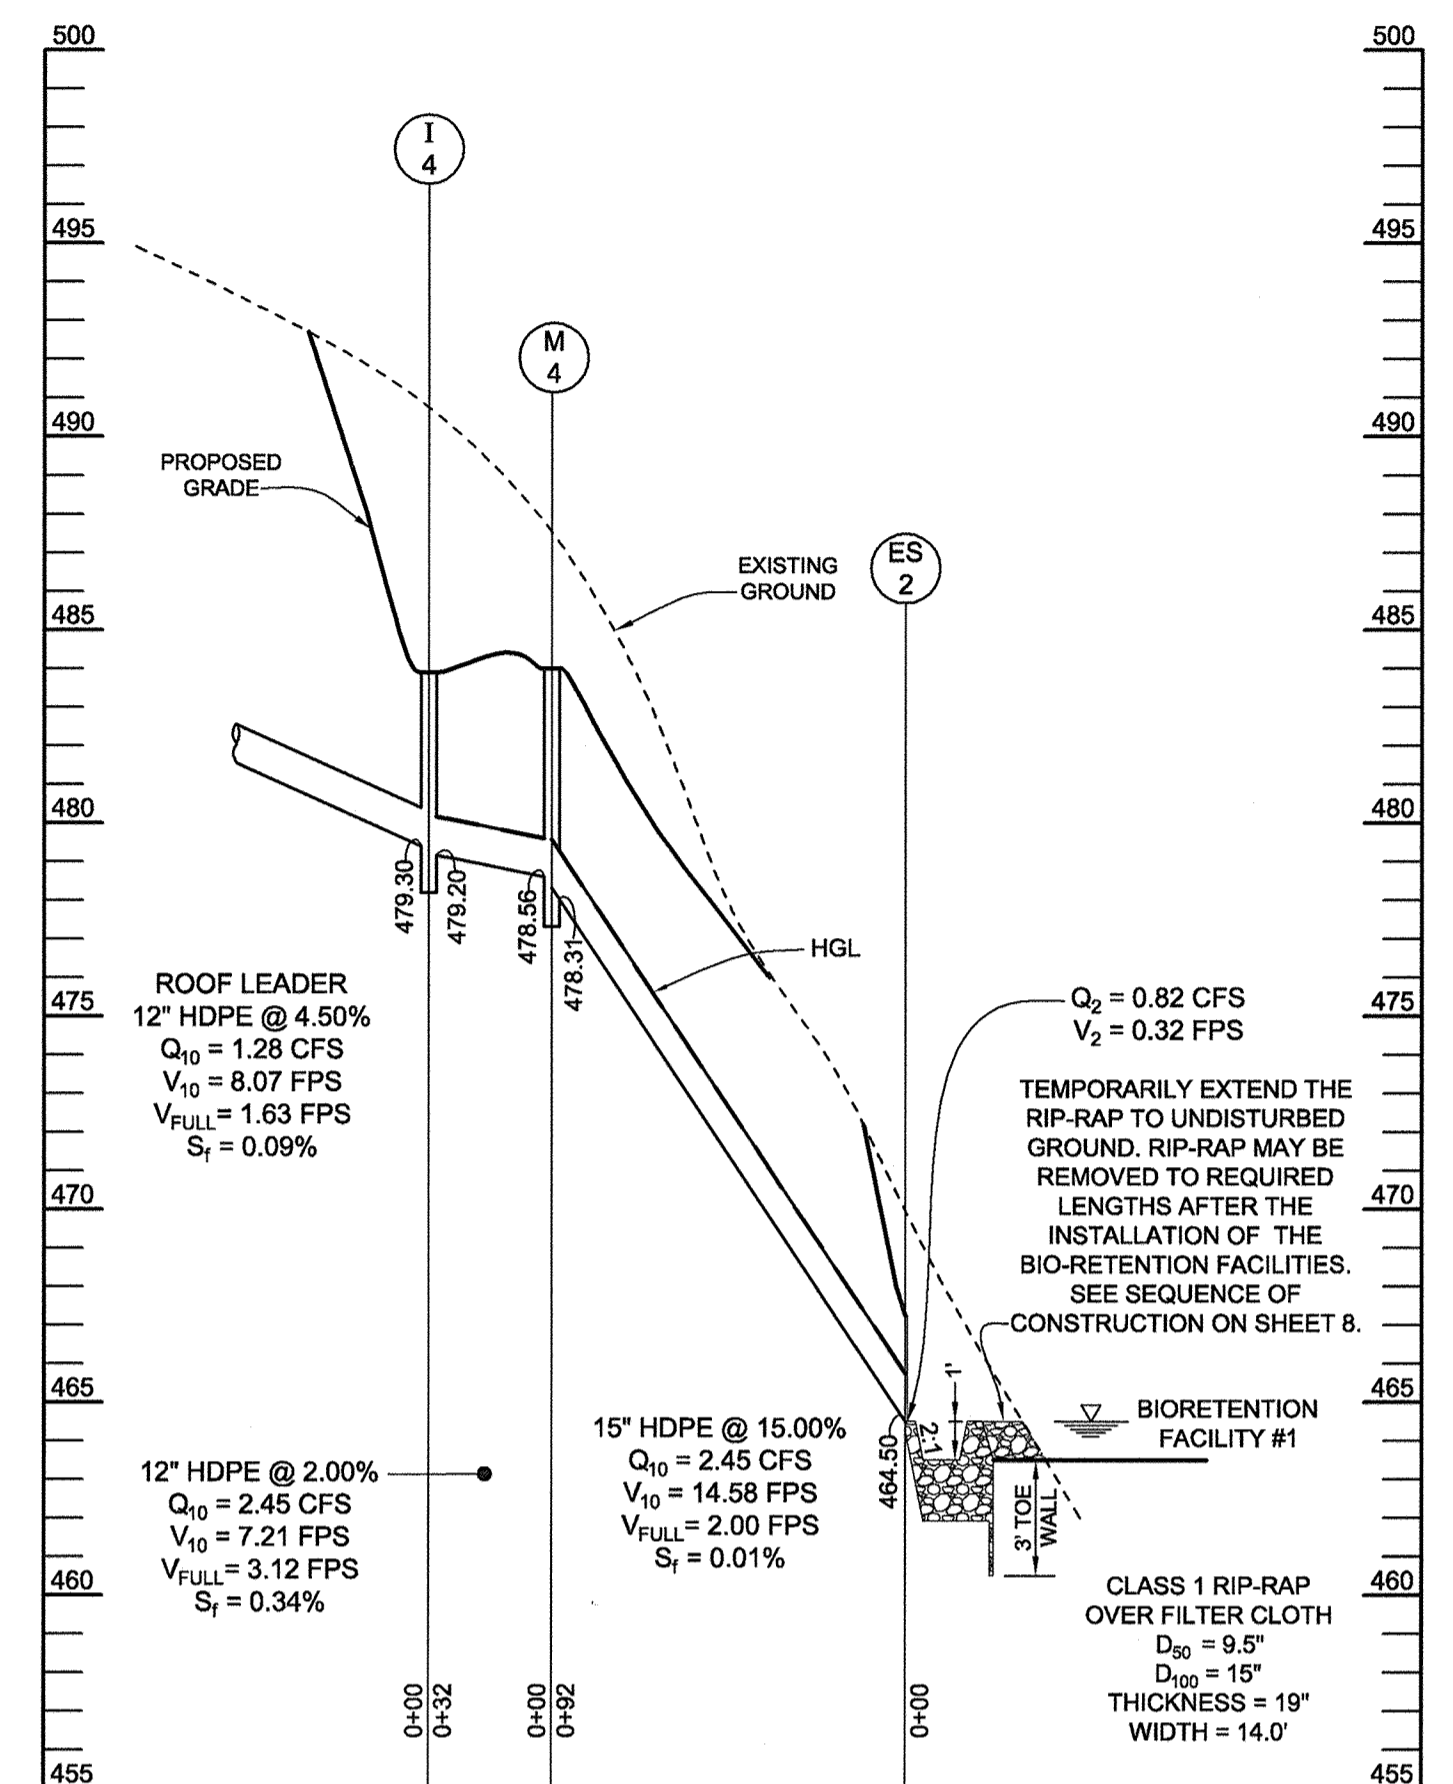 500
500
I
4
495
495
M
4
490
490
PROPOSED
GRADE
EXISTING
GROUND
ES
2
485
485
480
480
479.30
479.20
478.56
478.31
HGL
ROOF LEADER
12" HDPE @ 4.50%
Q10 = 1.28 CFS
V10 = 8.07 FPS
VFULL= 1.63 FPS
Sf = 0.09%
475
475
Q2 = 0.82 CFS
V2 = 0.32 FPS
TEMPORARILY EXTEND THE
RIP-RAP TO UNDISTURBED
GROUND. RIP-RAP MAY BE
REMOVED TO REQUIRED
LENGTHS AFTER THE
INSTALLATION OF THE
BIO-RETENTION FACILITIES.
SEE SEQUENCE OF
CONSTRUCTION ON SHEET 8.
470
470
465
465
1'
2:1
464.50
BIORETENTION
FACILITY #1
15" HDPE @ 15.00%
Q10 = 2.45 CFS
V10 = 14.58 FPS
VFULL= 2.00 FPS
Sf = 0.01%
12" HDPE @ 2.00%
Q10 = 2.45 CFS
V10 = 7.21 FPS
VFULL= 3.12 FPS
Sf = 0.34%
3' TOE
WALL
460
460
CLASS 1 RIP-RAP
OVER FILTER CLOTH
D50 = 9.5"
D100 = 15"
THICKNESS = 19"
WIDTH = 14.0'
0+00
0+32
0+00
0+92
0+00
455
455